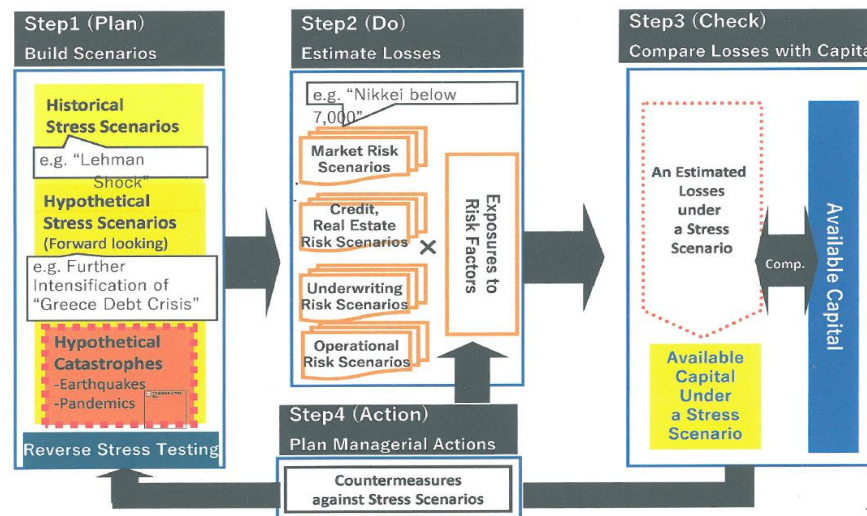 Step1 (Plan)
Build Scenarios
Historical
Stress Scenarios
e.g. "Lehman
Shock"
Hypothetical
Stress Scenarios
(Forward looking)
e.g. Further
Intensification of
"Greece Debt Crisis"
Hypothetical
Catastrophes
-Earthquakes
-Pandemics
Reverse Stress Testing
Step2 (Do)
Estimate Losses
e.g. "Nikkei below
7,000"
Market Risk
Scenarios
Credit,
Real Estate
Risk Scenarios
Underwriting
Risk Scenarios
Operational
Risk Scenarios
×
Exposures to
Risk Factors
Step3 (Check)
Compare Losses with Capita
An Estimated
Losses
under
a Stress
Scenario
Comp.
Available Capital
Available
Capital
Under
a Stress
Scenario
Step4 (Action)
Plan Managerial Actions
Countermeasures
against Stress Scenarios